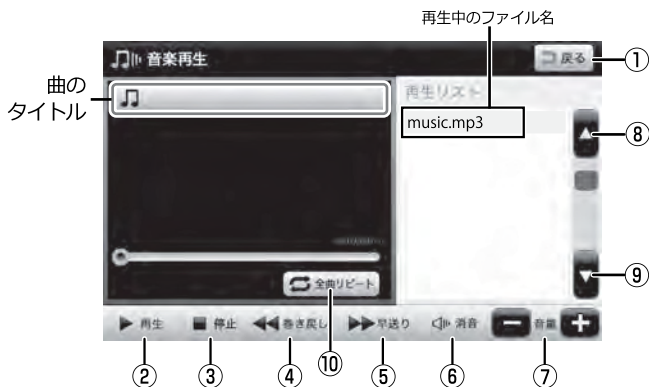 再生中のファイル名
音楽再生
戻る
①
曲の
タイトル
再生リスト
music.mp3
⑧
全曲リピート
⑨
再生
停止
巻き戻し
早送り
消音
音量
②
③
④
⑩
⑤
⑥
⑦